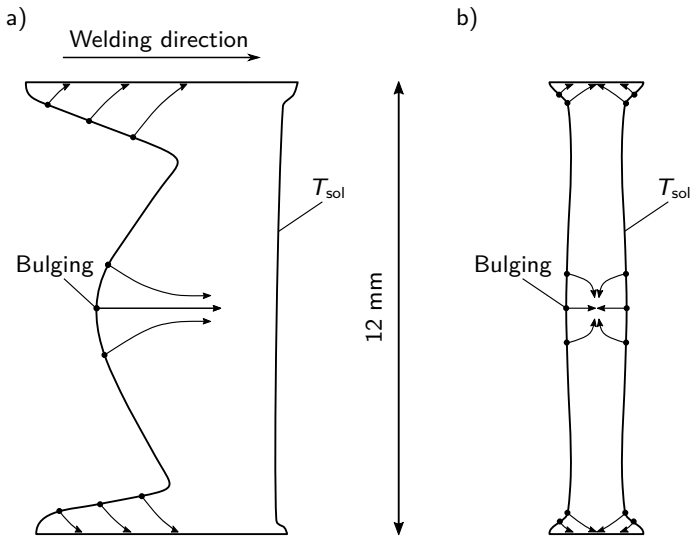 a)
Welding direction
T_sol
Bulging
12 mm
b)
T_sol
Bulging